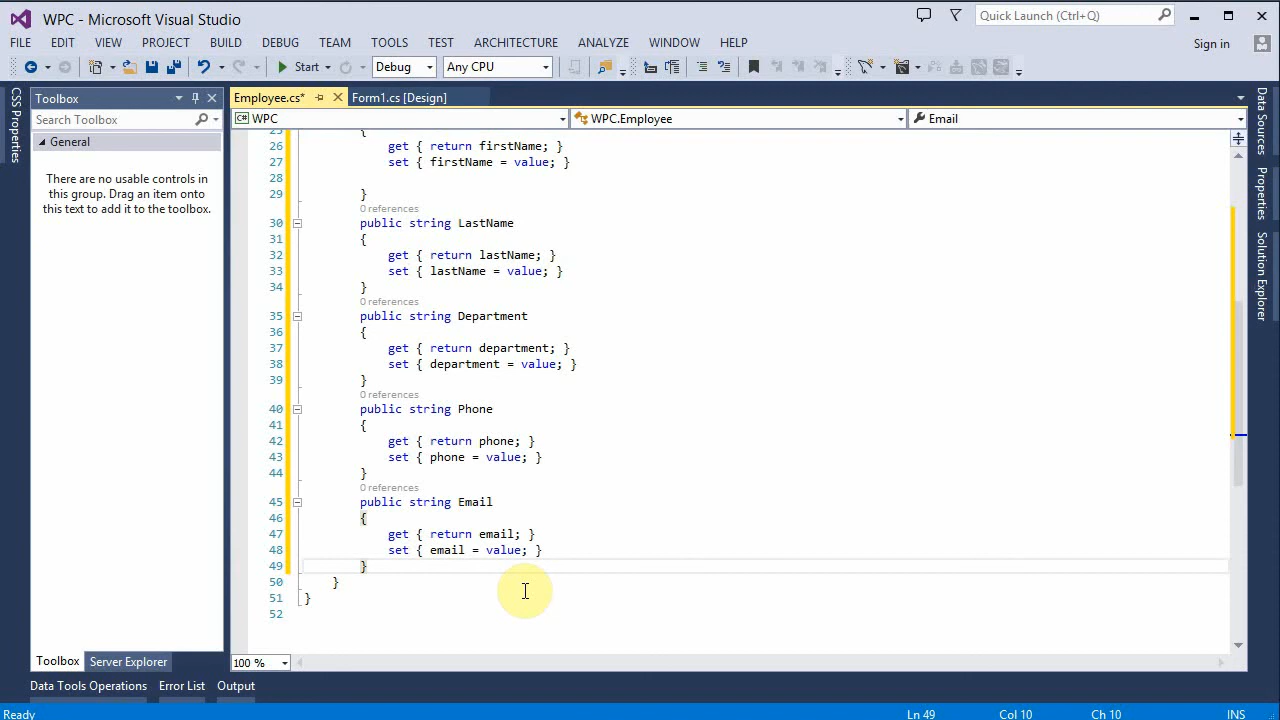 WPC - Microsoft Visual Studio
Quick Launch (Ctrl+Q)
FILE EDIT VIEW PROJECT BUILD DEBUG TEAM TOOLS TEST ARCHITECTURE ANALYZE WINDOW HELP
Sign in
Start Debug Any CPU
CSS Properties
Toolbox
Search Toolbox
General
There are no usable controls in
this group. Drag an item onto
this text to add it to the toolbox.
Toolbox Server Explorer
Employee.cs* Form1.cs [Design]
WPC WPC.Employee Email
25 {
26 get { return firstName; }
27 set { firstName = value; }
28
29 }
0 references
30 public string LastName
31 {
32 get { return lastName; }
33 set { lastName = value; }
34 }
0 references
35 public string Department
36 {
37 get { return department; }
38 set { department = value; }
39 }
0 references
40 public string Phone
41 {
42 get { return phone; }
43 set { phone = value; }
44 }
0 references
45 public string Email
46 {
47 get { return email; }
48 set { email = value; }
49 }
50 }
51 }
52
100 %
Data Sources
Properties
Solution Explorer
Data Tools Operations Error List Output
Ready Ln 49 Col 10 Ch 10 INS